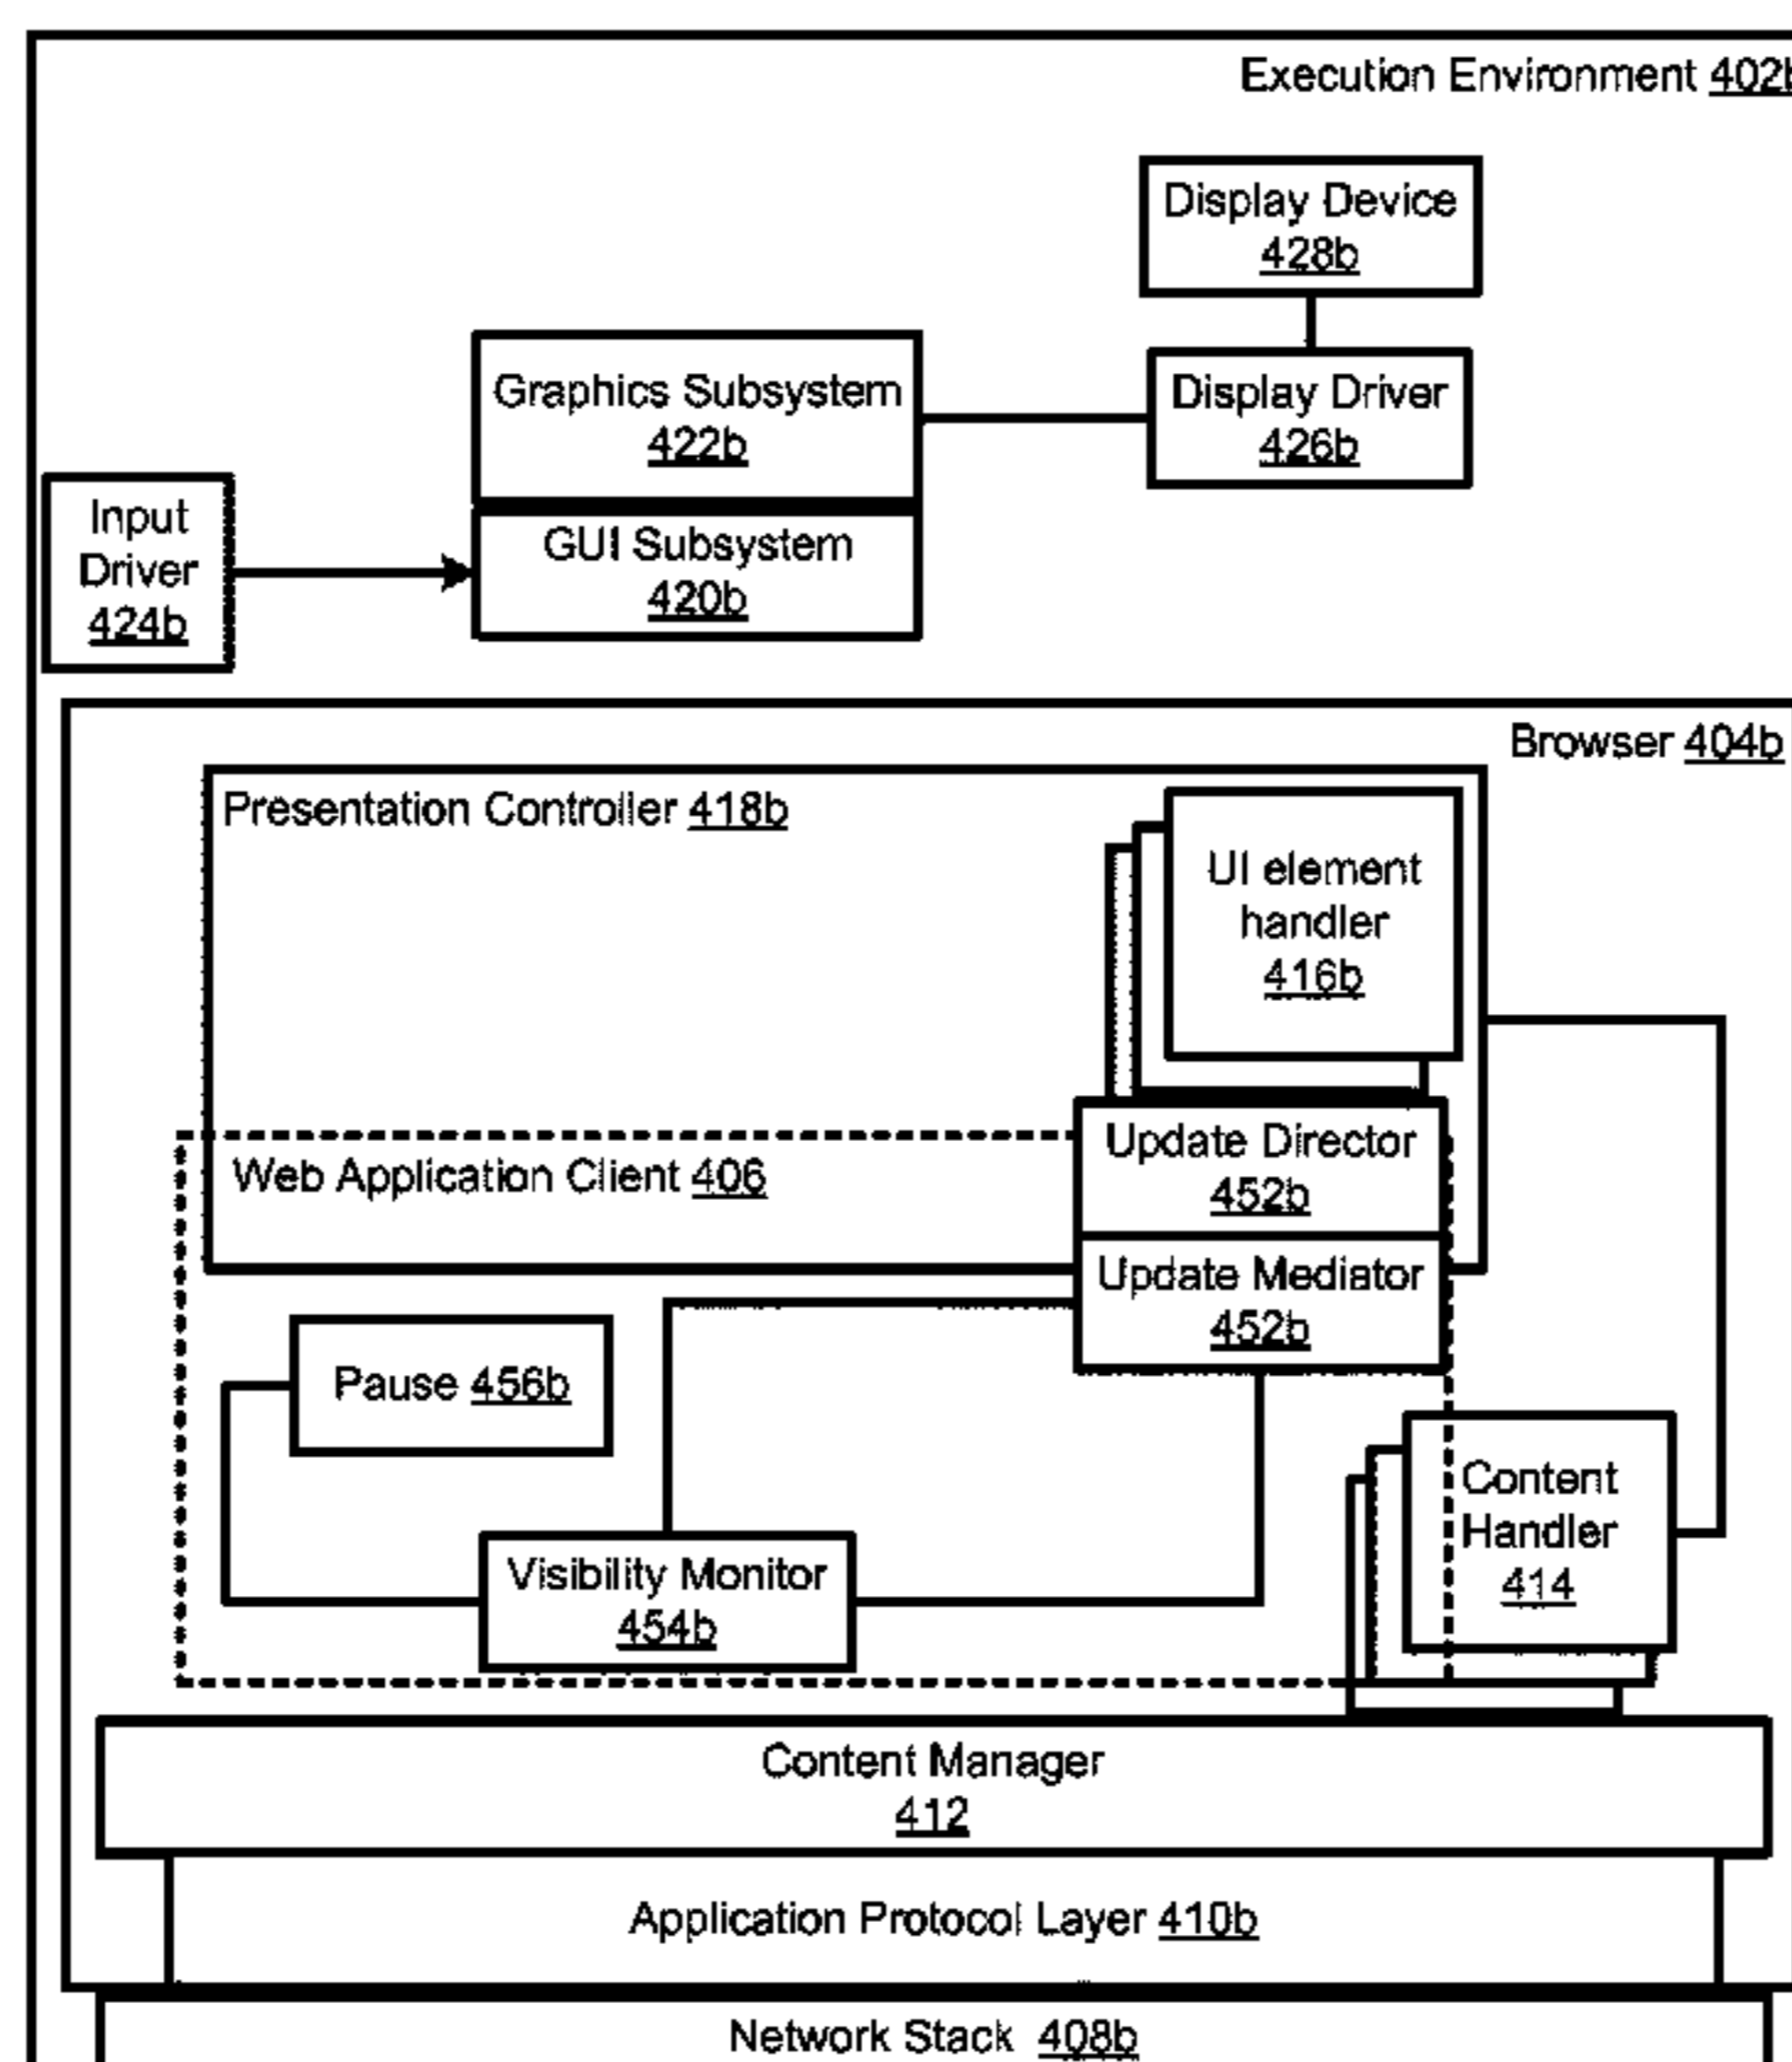 Execution Environment 402b
Display Device
428b
Graphics Subsystem
422b
Display Driver
426b
Input
Driver
424b
GUI Subsystem
420b
Browser 404b
Presentation Controller 418b
UI element
handler
416b
Update Director
452b
Web Application Client 406
Update Mediator
452b
Pause 456b
Content
Handler
414
Visibility Monitor
454b
Content Manager
412
Application Protocol Layer 410b
Network Stack 408b